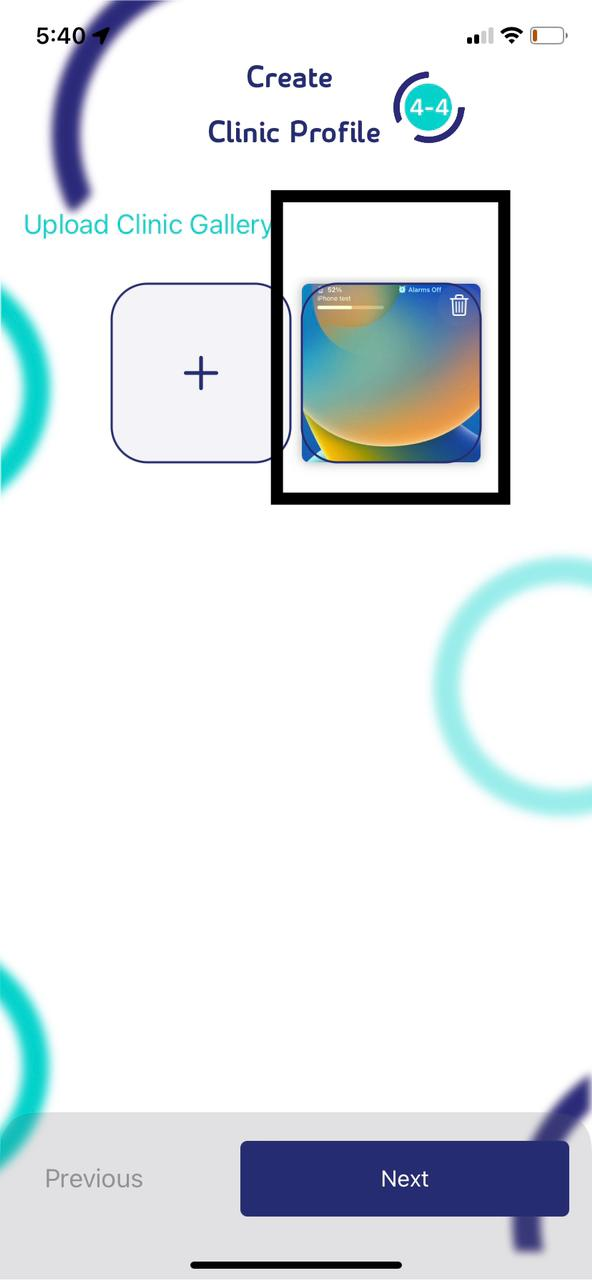 5:40
Create
4-4
Clinic Profile
Upload Clinic Gallery
52%
Alarms Off
iPhone test
Previous
Next